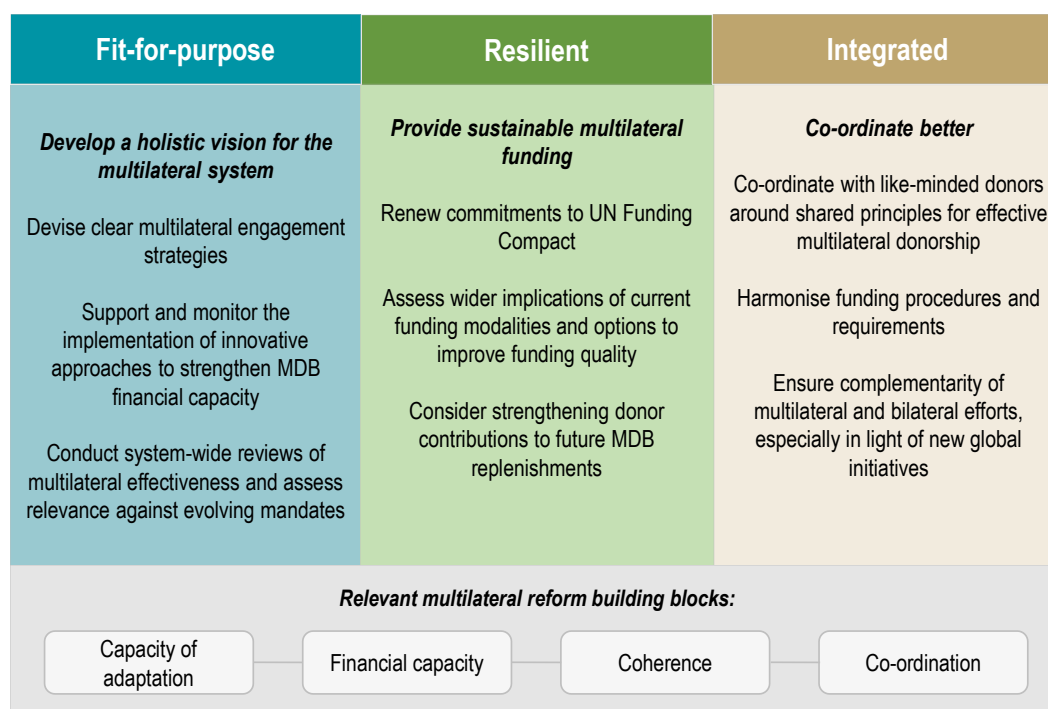 Fit-for-purpose
Develop a holistic vision for the
multilateral system
Devise clear multilateral engagement
strategies
Support and monitor the
implementation of innovative
approaches to strengthen MDB
financial capacity
Conduct system-wide reviews of
multilateral effectiveness and assess
relevance against evolving mandates
Resilient
Provide sustainable multilateral
funding
Renew commitments to UN Funding
Compact
Assess wider implications of current
funding modalities and options to
improve funding quality
Consider strengthening donor
contributions to future MDB
replenishments
Integrated
Co-ordinate better
Co-ordinate with like-minded donors
around shared principles for effective
multilateral donorship
Harmonise funding procedures and
requirements
Ensure complementarity of
multilateral and bilateral efforts,
especially in light of new global
initiatives
Relevant multilateral reform building blocks:
Capacity of
adaptation
Financial capacity
Coherence
Co-ordination